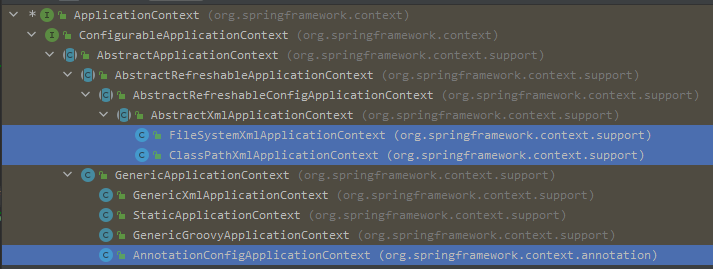 * ApplicationContext (org.springframework.context)
ConfigurableApplicationContext (org.springframework.context)
AbstractApplicationContext (org.springframework.context.support)
AbstractRefreshableApplicationContext (org.springframework.context.support)
AbstractRefreshableConfigApplicationContext (org.springframework.context.support)
AbstractXmlApplicationContext (org.springframework.context.support)
FileSystemXmlApplicationContext (org.springframework.context.support)
ClassPathXmlApplicationContext (org.springframework.context.support)
GenericApplicationContext (org.springframework.context.support)
GenericXmlApplicationContext (org.springframework.context.support)
StaticApplicationContext (org.springframework.context.support)
GenericGroovyApplicationContext (org.springframework.context.support)
AnnotationConfigApplicationContext (org.springframework.context.annotation)